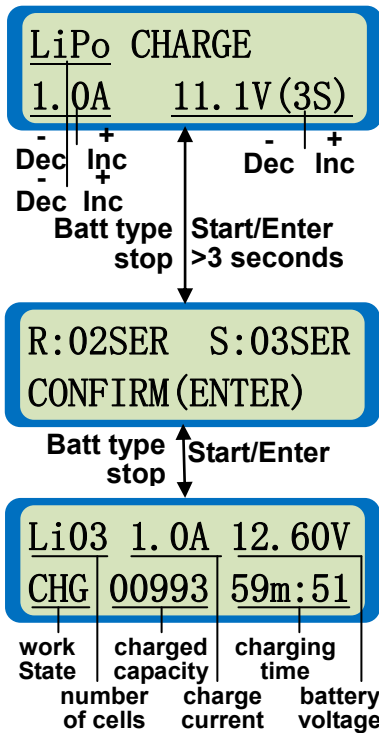 LiPo CHARGE
1.0A 11.1V(3S)
- + - +
Dec Inc Dec Inc
- +
Dec Inc
Batt type Start/Enter
stop >3 seconds
R:02SER S:03SER
CONFIRM(ENTER)
Batt type Start/Enter
stop
Li03 1.0A 12.60V
CHG 00993 59m:51
work charged charging
State capacity time
number charge battery
of cells current voltage